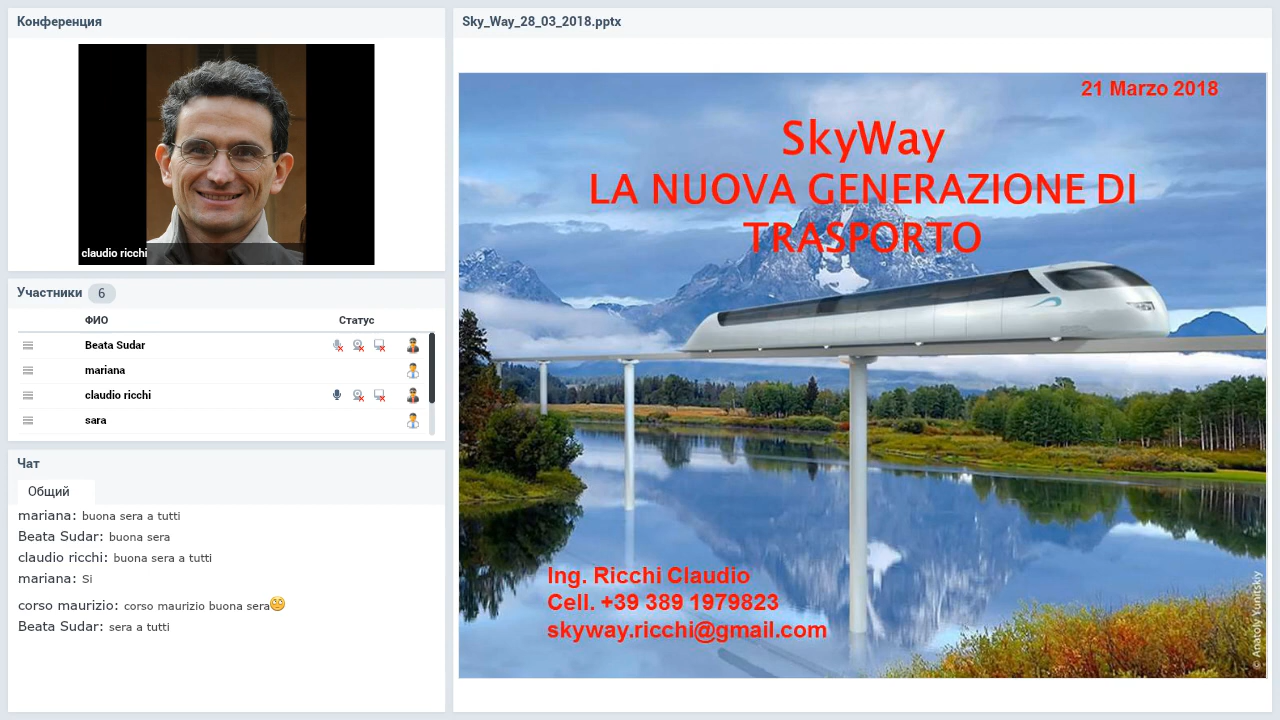 Конференция
claudio ricchi
Участники 6
ФИО Статус
Beata Sudar
mariana
claudio ricchi
sara
Чат
Общий
mariana: buona sera a tutti
Beata Sudar: buona sera
claudio ricchi: buona sera a tutti
mariana: Si
corso maurizio: corso maurizio buona sera
Beata Sudar: sera a tutti
Sky_Way_28_03_2018.pptx
21 Marzo 2018
SkyWay
LA NUOVA GENERAZIONE DI
TRASPORTO
Ing. Ricchi Claudio
Cell. +39 389 1979823
skyway.ricchi@gmail.com
© Anatoly Yunitskiy